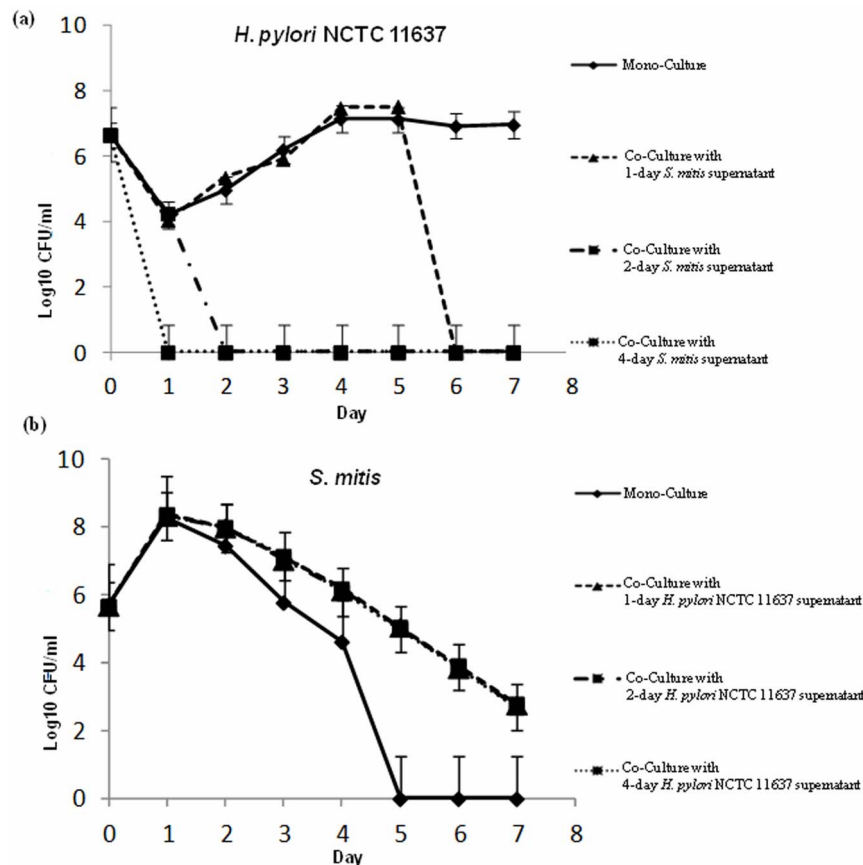 (a)
H. pylori NCTC 11637
10
8
6
4
2
0
Log10 CFU/ml
0 1 2 3 4 5 6 7 8
Day
Mono-Culture
Co-Culture with
1-day S. mitis supernatant
Co-Culture with
2-day S. mitis supernatant
Co-Culture with
4-day S. mitis supernatant
(b)
S. mitis
10
8
6
4
2
0
Log10 CFU/ml
0 1 2 3 4 5 6 7 8
Day
Mono-Culture
Co-Culture with
1-day H. pylori NCTC 11637 supernatant
Co-Culture with
2-day H. pylori NCTC 11637 supernatant
Co-Culture with
4-day H. pylori NCTC 11637 supernatant